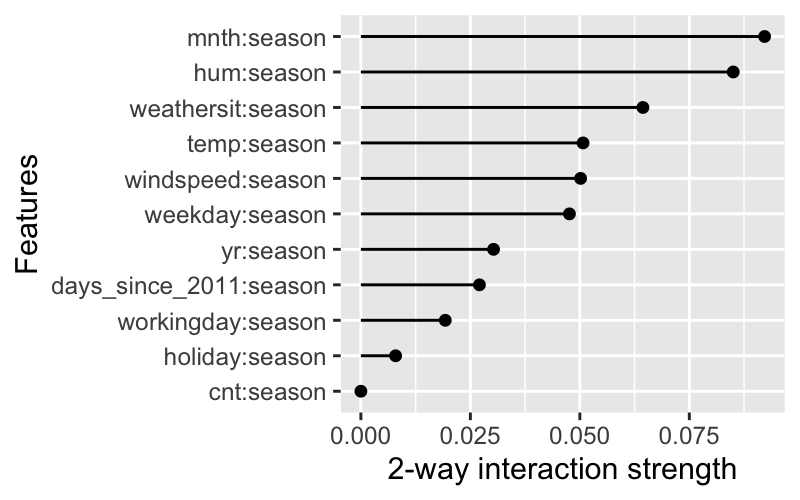 mnth:season
hum:season
weathersit:season
temp:season
windspeed:season
weekday:season
yr:season
days_since_2011:season
workingday:season
holiday:season
cnt:season
Features
0.000 0.025 0.050 0.075
2-way interaction strength